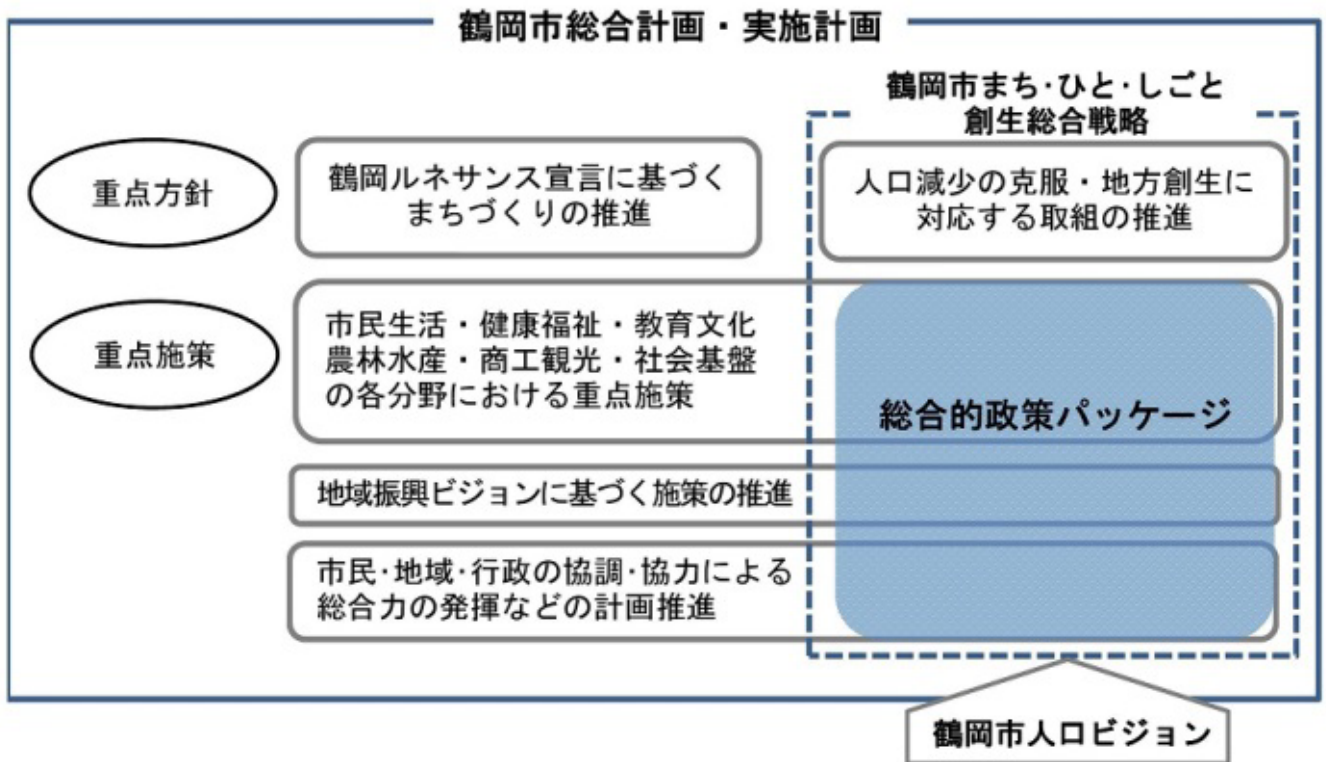 鶴岡市総合計画・実施計画
鶴岡市まち・ひと・しごと
創生総合戦略
重点方針
鶴岡ルネサンス宣言に基づく
まちづくりの推進
人口減少の克服・地方創生に
対応する取組の推進
重点施策
市民生活・健康福祉・教育文化
農林水産・商工観光・社会基盤
の各分野における重点施策
総合的政策パッケージ
地域振興ビジョンに基づく施策の推進
市民・地域・行政の協調・協力による
総合力の発揮などの計画推進
鶴岡市人口ビジョン